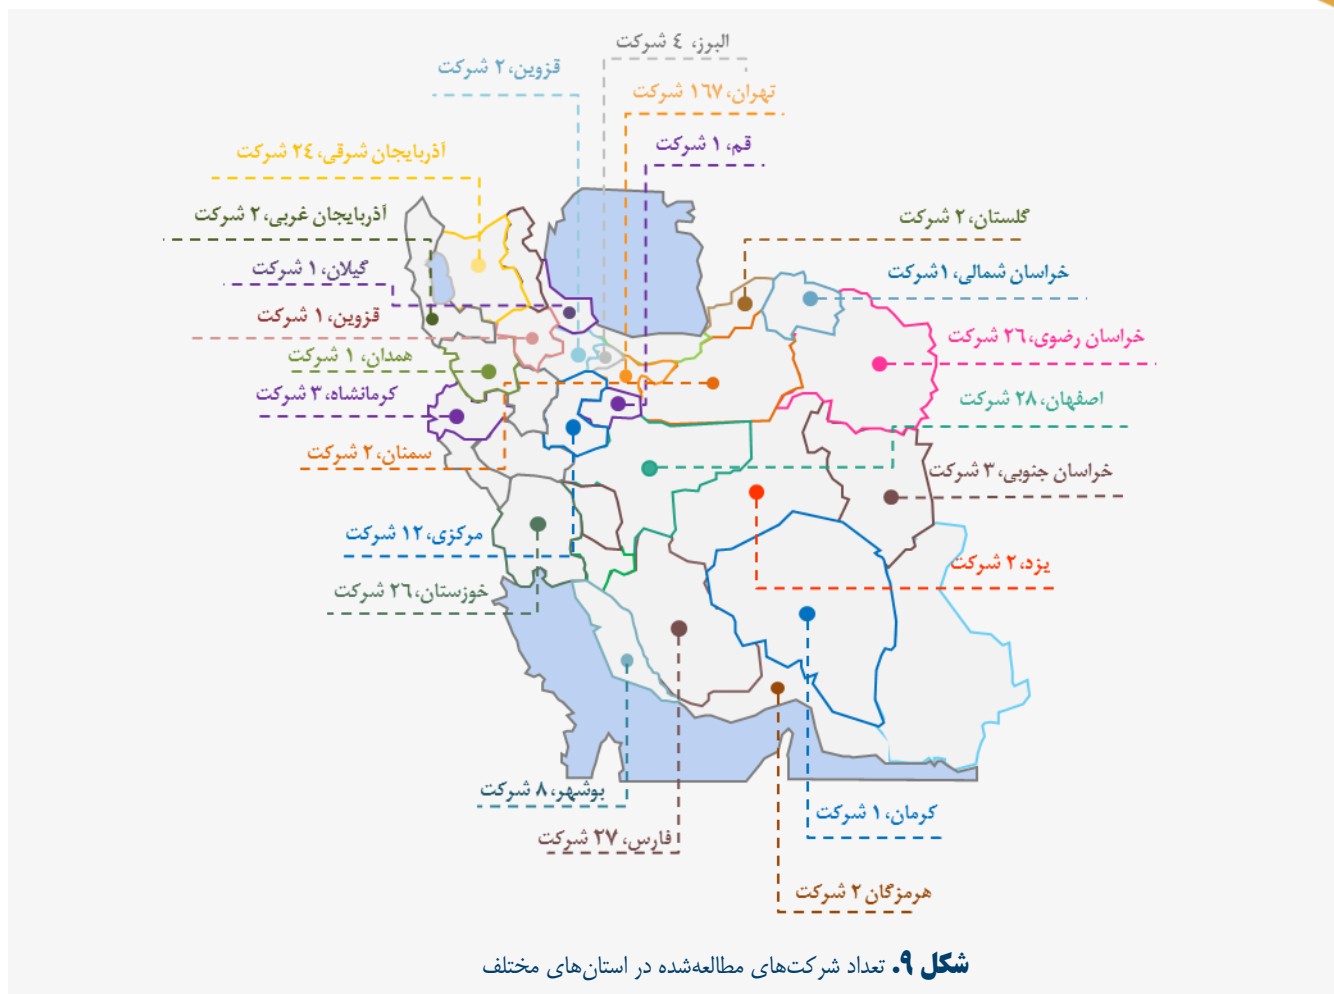 البرز، ٤ شرکت
قزوین، ۲ شرکت
تهران، ۱٦۷ شرکت
قم، ۱ شرکت
آذربایجان شرقی، ۲٤ شرکت
آذربایجان غربی، ۲ شرکت
گلستان، ۲ شرکت
گیلان، ۱ شرکت
خراسان شمالی، ۱شرکت
قزوین، ۱ شرکت
خراسان رضوی، ۲٦ شرکت
همدان، ۱ شرکت
کرمانشاه، ۳ شرکت
اصفهان، ۲۸ شرکت
سمنان، ۲ شرکت
خراسان جنوبی، ۳ شرکت
مرکزی، ۱۲ شرکت
یزد، ۲ شرکت
خوزستان، ۲٦ شرکت
بوشهر، ۸ شرکت
کرمان، ۱ شرکت
فارس، ۲۷ شرکت
هرمزگان ۲ شرکت
شکل ۹. تعداد شرکت‌های مطالعه‌شده در استان‌های مختلف